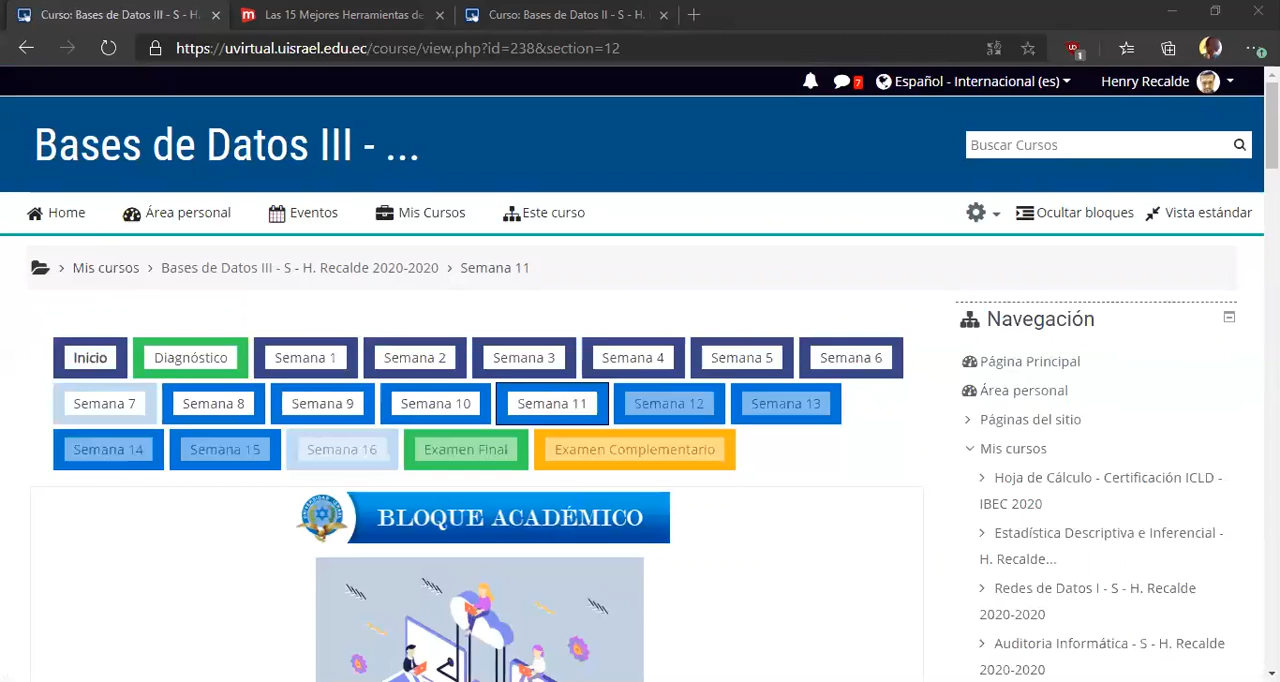 Curso: Bases de Datos III - S - H. Las 15 Mejores Herramientas de Curso: Bases de Datos II - S - H.
https://uvirtual.uisrael.edu.ec/course/view.php?id=238&section=12 1
7 Español - Internacional (es) Henry Recalde
Bases de Datos III - ... Buscar Cursos
Home Área personal Eventos Mis Cursos Este curso Ocultar bloques Vista estándar
Mis cursos Bases de Datos III - S - H. Recalde 2020-2020 Semana 11
Inicio Diagnóstico Semana 1 Semana 2 Semana 3 Semana 4 Semana 5 Semana 6
Semana 7 Semana 8 Semana 9 Semana 10 Semana 11 Semana 12 Semana 13
Semana 14 Semana 15 Semana 16 Examen Final Examen Complementario
BLOQUE ACADÉMICO
Navegación
Página Principal
Área personal
Páginas del sitio
Mis cursos
Hoja de Cálculo - Certificación ICLD -
IBEC 2020
Estadística Descriptiva e Inferencial -
H. Recalde...
Redes de Datos I - S - H. Recalde
2020-2020
Auditoria Informática - S - H. Recalde
2020-2020